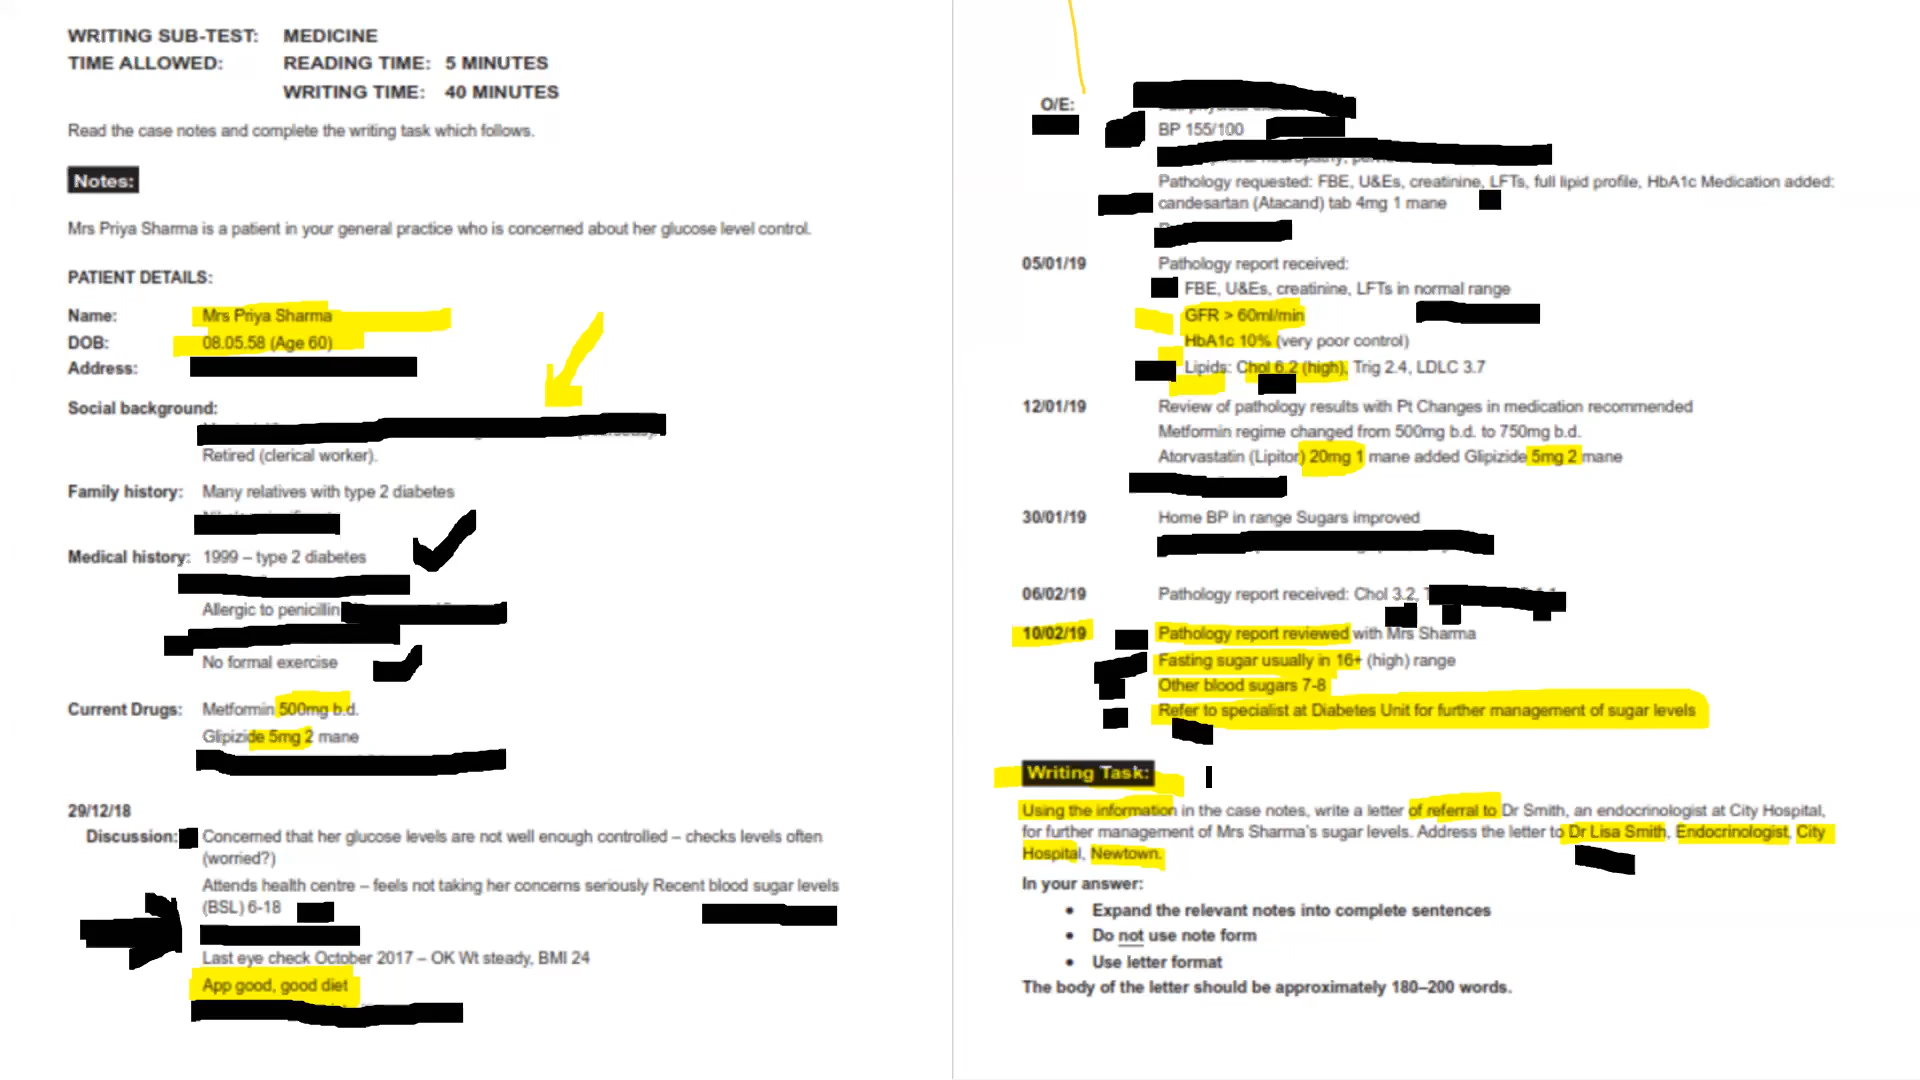 WRITING SUB-TEST: MEDICINE
TIME ALLOWED: READING TIME: 5 MINUTES
WRITING TIME: 40 MINUTES
Read the case notes and complete the writing task which follows.
Notes:
Mrs Priya Sharma is a patient in your general practice who is concerned about her glucose level control.
PATIENT DETAILS:
Name: Mrs Priya Sharma
DOB: 08.05.58 (Age 60)
Address:
Social background:
Retired (clerical worker).
Family history: Many relatives with type 2 diabetes
Medical history: 1999 – type 2 diabetes
Allergic to penicillin
No formal exercise
Current Drugs: Metformin 500mg b.d.
Glipizide 5mg 2 mane
29/12/18
Discussion: Concerned that her glucose levels are not well enough controlled – checks levels often
(worried?)
Attends health centre – feels not taking her concerns seriously Recent blood sugar levels
(BSL) 6-18
Last eye check October 2017 – OK Wt steady, BMI 24
App good, good diet
O/E:
BP 155/100
Pathology requested: FBE, U&Es, creatinine, LFTs, full lipid profile, HbA1c Medication added:
candesartan (Atacand) tab 4mg 1 mane
05/01/19 Pathology report received:
FBE, U&Es, creatinine, LFTs in normal range
GFR > 60ml/min
HbA1c 10% (very poor control)
Lipids: Chol 6.2 (high), Trig 2.4, LDLC 3.7
12/01/19 Review of pathology results with Pt Changes in medication recommended
Metformin regime changed from 500mg b.d. to 750mg b.d.
Atorvastatin (Lipitor) 20mg 1 mane added Glipizide 5mg 2 mane
30/01/19 Home BP in range Sugars improved
06/02/19 Pathology report received: Chol 3.2,
10/02/19 Pathology report reviewed with Mrs Sharma
Fasting sugar usually in 16+ (high) range
Other blood sugars 7-8
Refer to specialist at Diabetes Unit for further management of sugar levels
Writing Task:
Using the information in the case notes, write a letter of referral to Dr Smith, an endocrinologist at City Hospital,
for further management of Mrs Sharma's sugar levels. Address the letter to Dr Lisa Smith, Endocrinologist, City
Hospital, Newtown.
In your answer:
• Expand the relevant notes into complete sentences
• Do not use note form
• Use letter format
The body of the letter should be approximately 180–200 words.